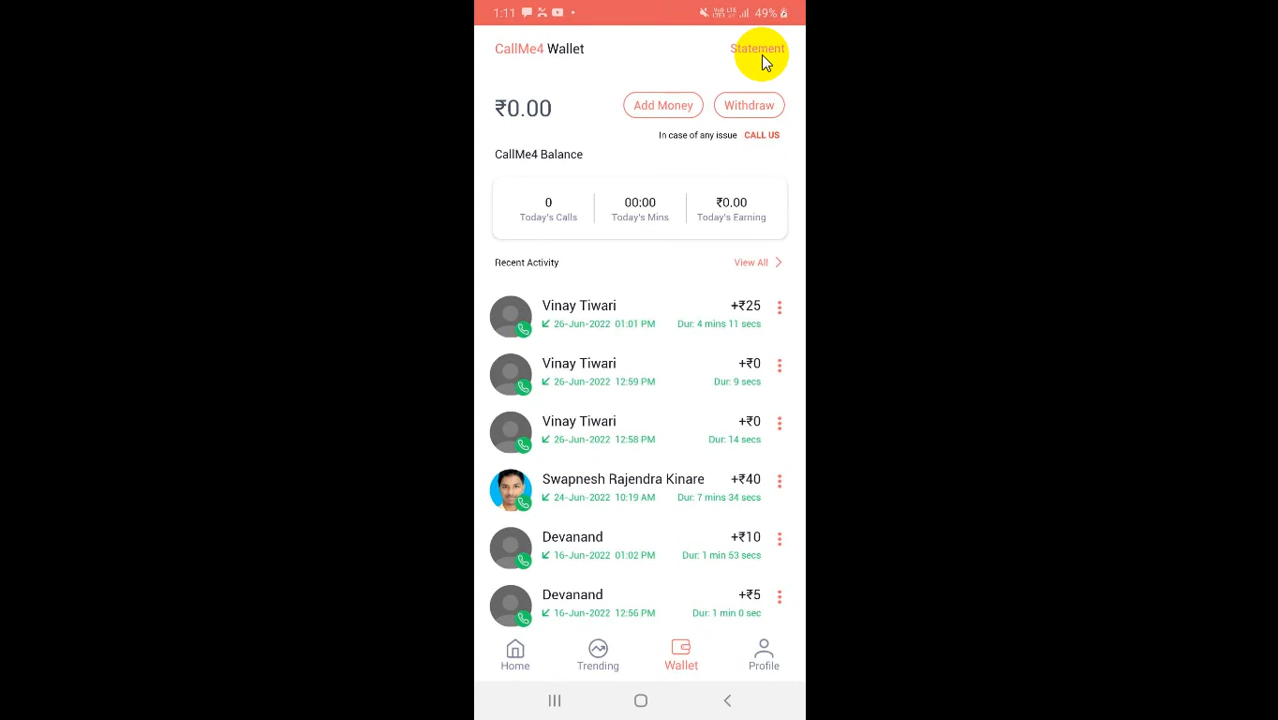 1:11 49%
CallMe4 Wallet Statement
₹0.00 Add Money Withdraw
In case of any issue CALL US
CallMe4 Balance
0 00:00 ₹0.00
Today's Calls Today's Mins Today's Earning
Recent Activity View All
Vinay Tiwari +₹25
26-Jun-2022 01:01 PM Dur: 4 mins 11 secs
Vinay Tiwari +₹0
26-Jun-2022 12:59 PM Dur: 9 secs
Vinay Tiwari +₹0
26-Jun-2022 12:58 PM Dur: 14 secs
Swapnesh Rajendra Kinare +₹40
24-Jun-2022 10:19 AM Dur: 7 mins 34 secs
Devanand +₹10
16-Jun-2022 01:02 PM Dur: 1 min 53 secs
Devanand +₹5
16-Jun-2022 12:56 PM Dur: 1 min 0 sec
Home Trending Wallet Profile